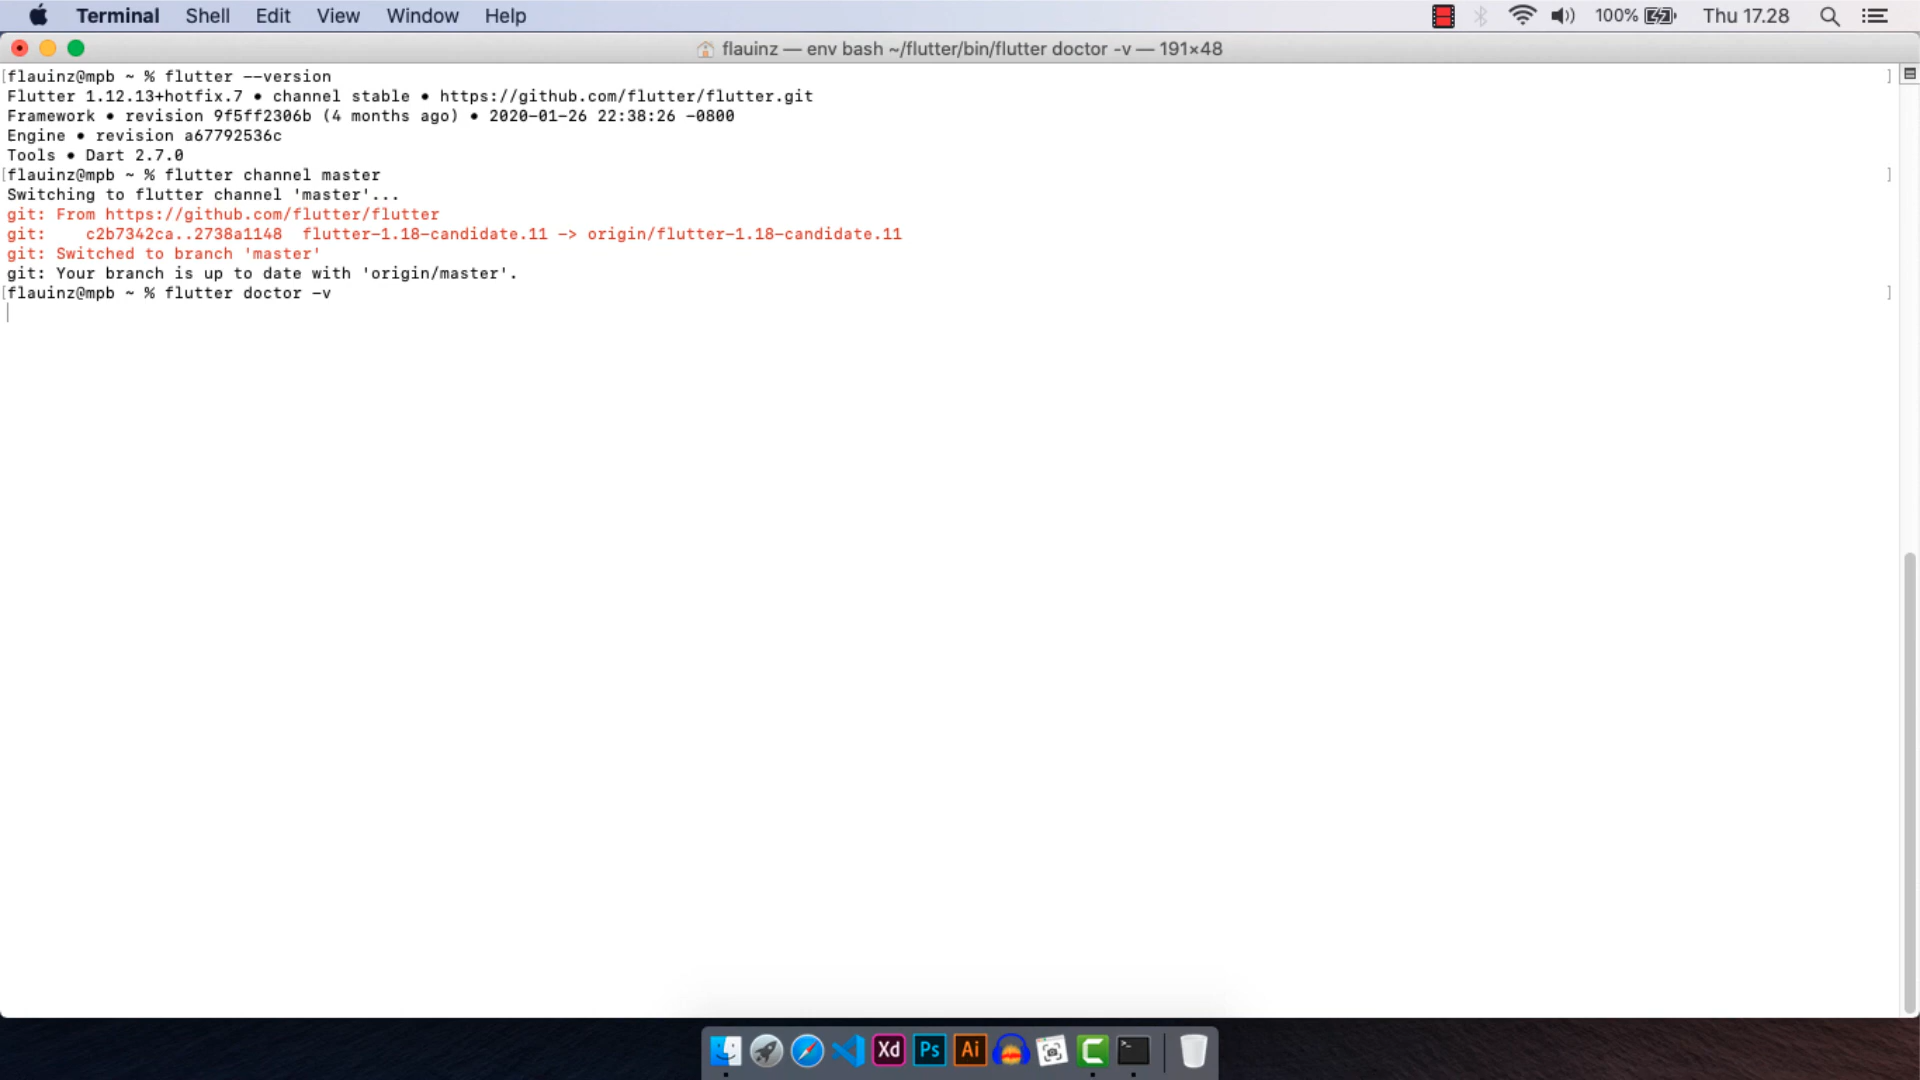 Terminal Shell Edit View Window Help 100% Thu 17.28
flauinz — env bash ~/flutter/bin/flutter doctor -v — 191×48
[flauinz@mpb ~ % flutter --version ]
Flutter 1.12.13+hotfix.7 • channel stable • https://github.com/flutter/flutter.git
Framework • revision 9f5ff2306b (4 months ago) • 2020-01-26 22:38:26 -0800
Engine • revision a67792536c
Tools • Dart 2.7.0
[flauinz@mpb ~ % flutter channel master ]
Switching to flutter channel 'master'...
git: From https://github.com/flutter/flutter
git:    c2b7342ca..2738a1148  flutter-1.18-candidate.11 -> origin/flutter-1.18-candidate.11
git: Switched to branch 'master'
git: Your branch is up to date with 'origin/master'.
[flauinz@mpb ~ % flutter doctor -v ]
Xd Ps Ai C >_